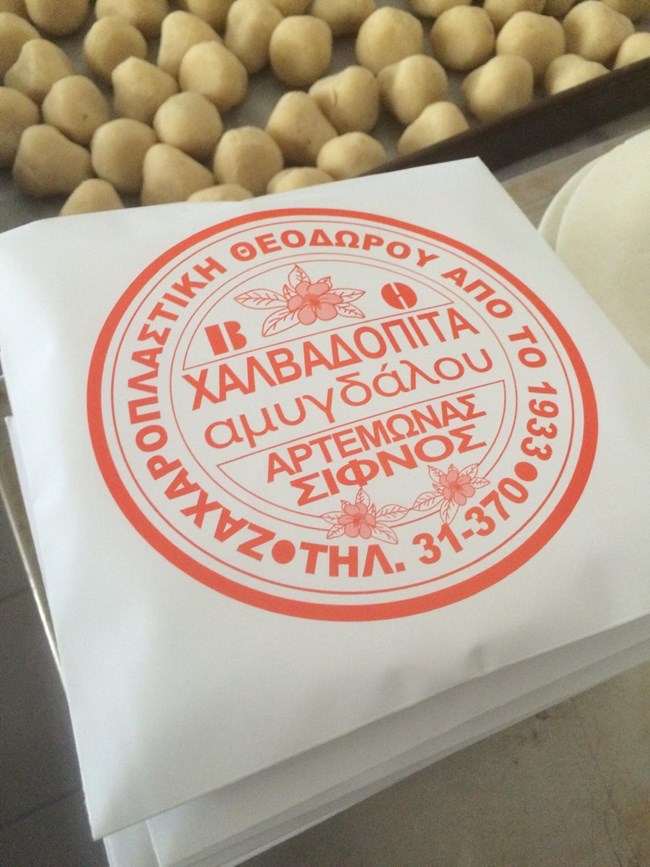 ΖΑΧΑΡΟΠΛΑΣΤΙΚΗ ΘΕΟΔΩΡΟΥ ΑΠΟ ΤΟ 1933
Β Θ
ΧΑΛΒΑΔΟΠΙΤΑ
αμυγδάλου
ΑΡΤΕΜΩΝΑΣ
ΣΙΦΝΟΣ
ΤΗΛ. 31-370